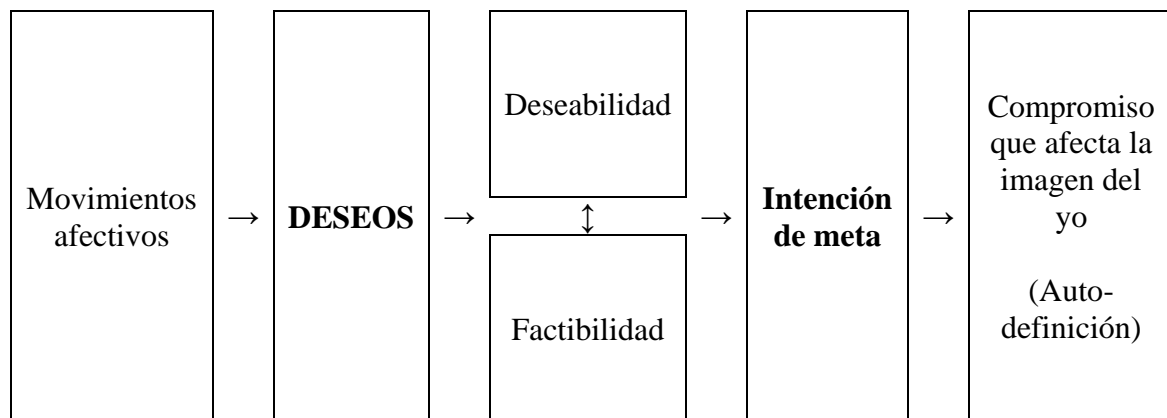 Movimientos
afectivos
→
DESEOS
→
Deseabilidad
↕
Factibilidad
→
Intención
de meta
→
Compromiso
que afecta la
imagen del
yo
(Auto-
definición)